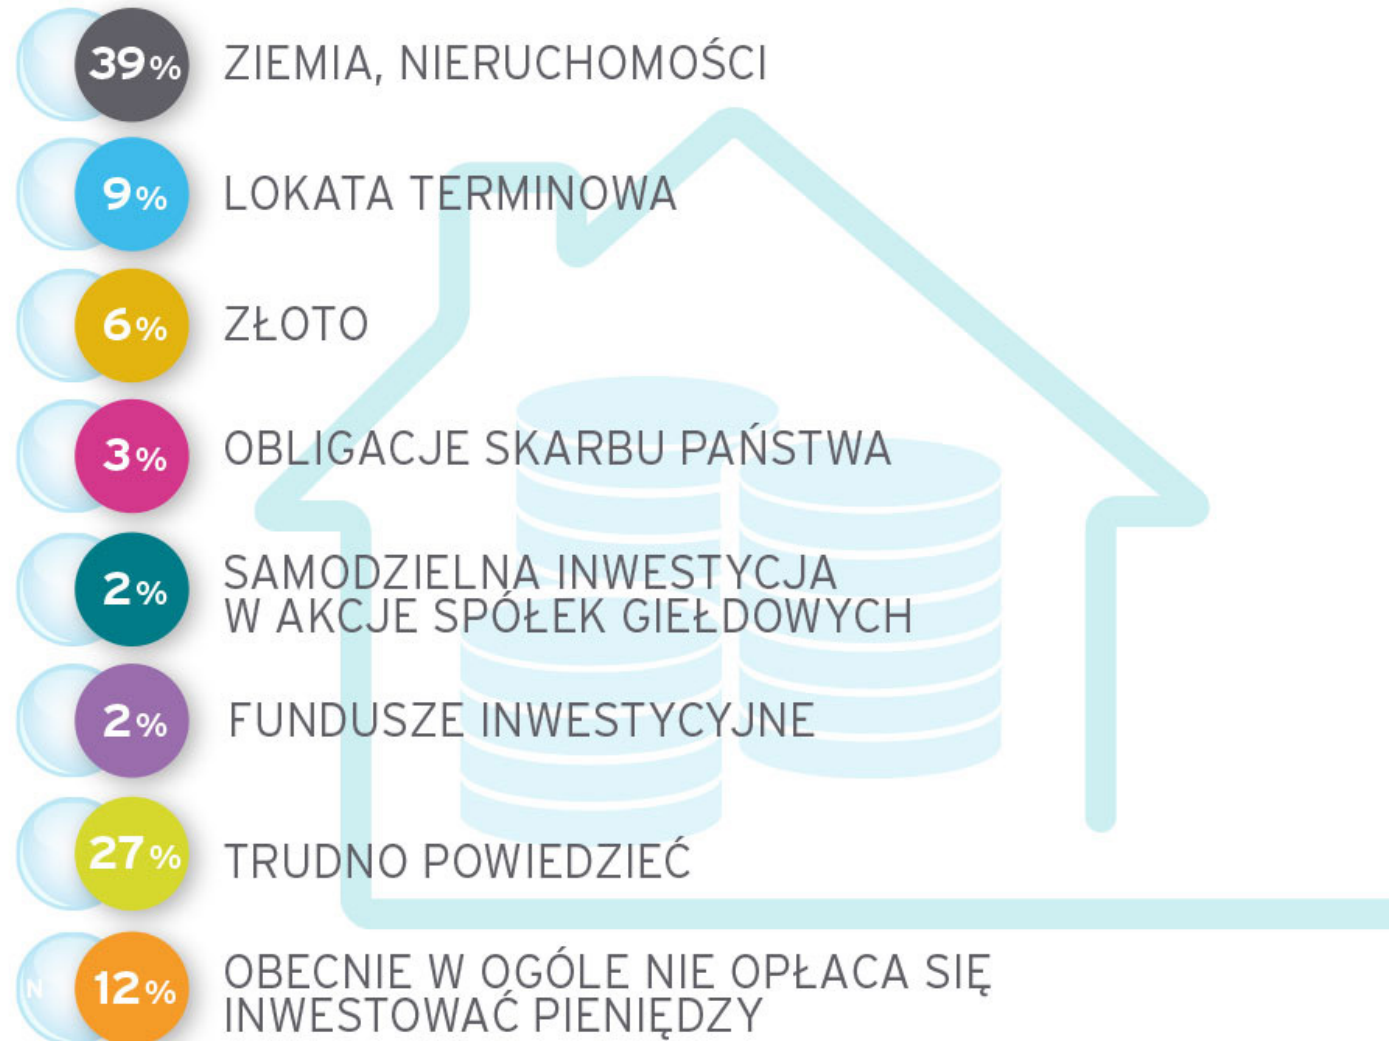 39% ZIEMIA, NIERUCHOMOŚCI
9% LOKATA TERMINOWA
6% ZŁOTO
3% OBLIGACJE SKARBU PAŃSTWA
2% SAMODZIELNA INWESTYCJA
W AKCJE SPÓŁEK GIEŁDOWYCH
2% FUNDUSZE INWESTYCYJNE
27% TRUDNO POWIEDZIEĆ
N 12% OBECNIE W OGÓLE NIE OPŁACA SIĘ
INWESTOWAĆ PIENIĘDZY